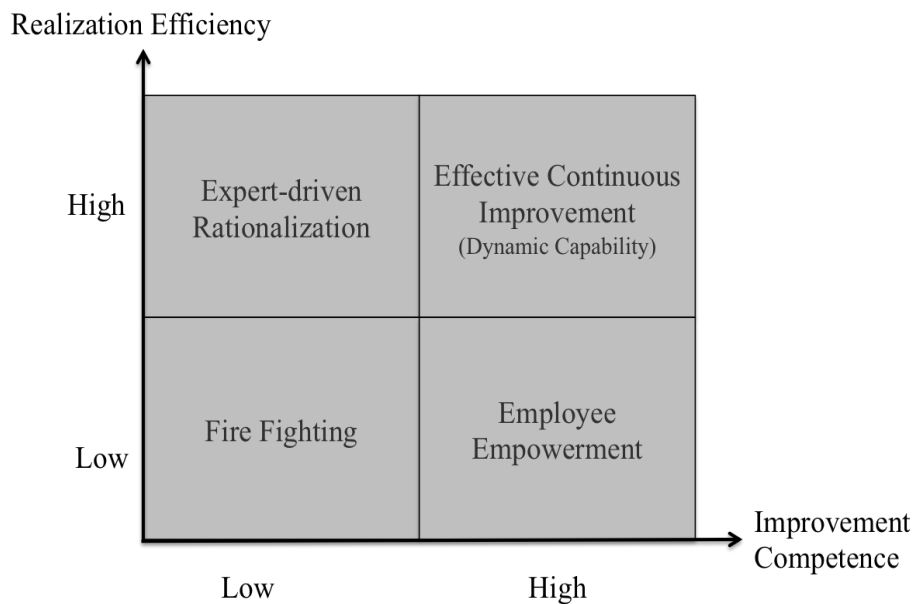 Realization Efficiency
High
Expert-driven
Rationalization
Effective Continuous
Improvement
(Dynamic Capability)
Low
Fire Fighting
Employee
Empowerment
Improvement
Competence
Low
High